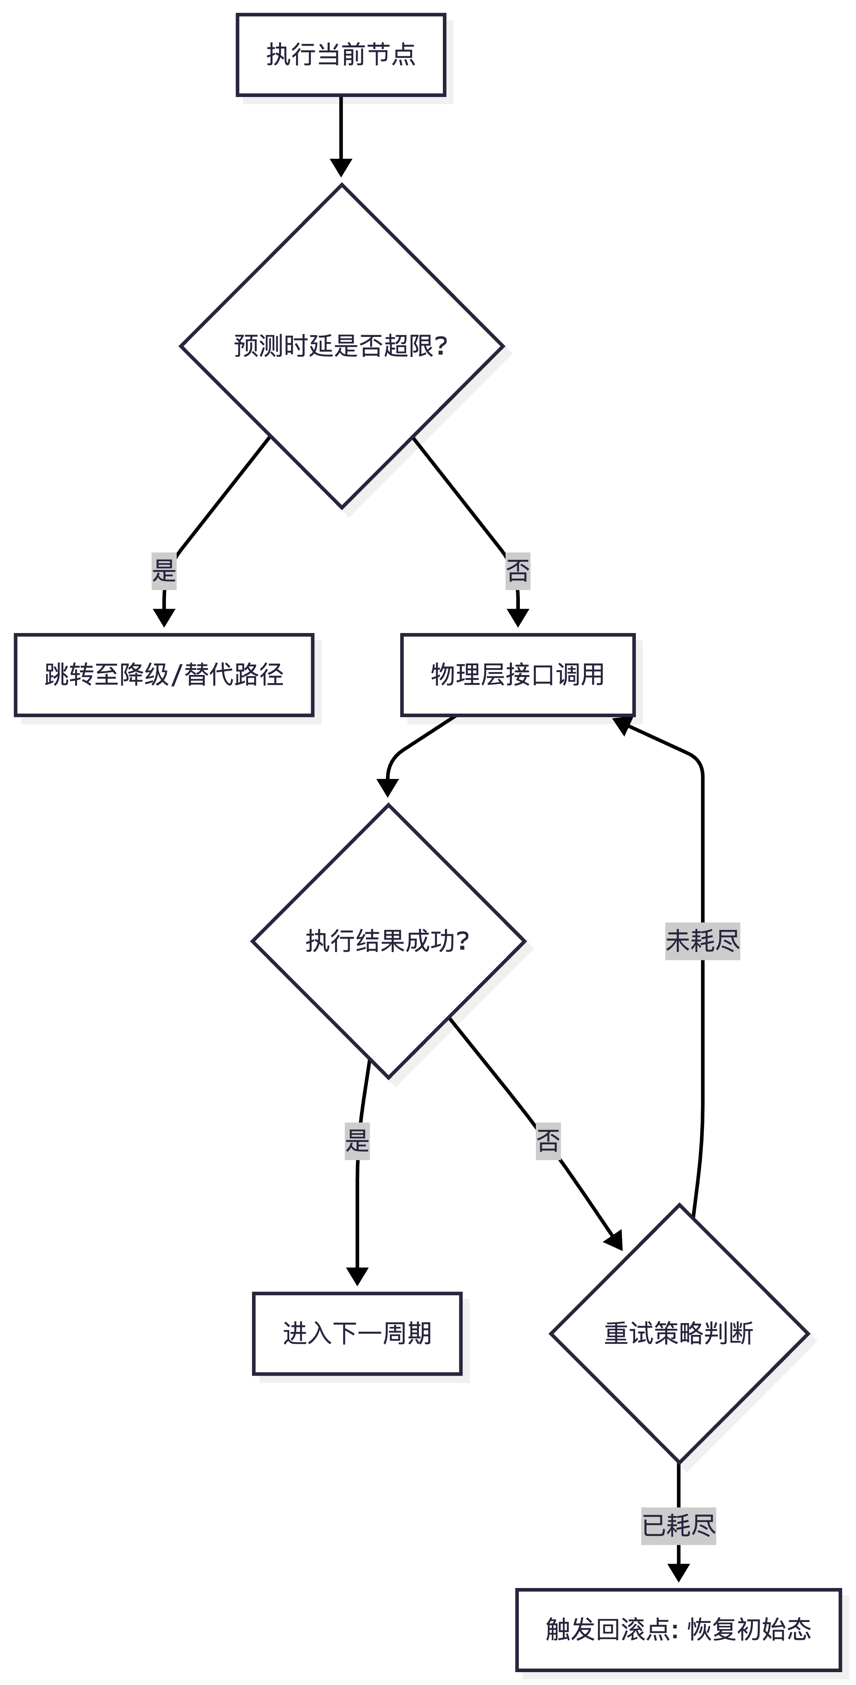 执行当前节点
预测时延是否超限?
是
否
跳转至降级/替代路径
物理层接口调用
执行结果成功?
未耗尽
是
否
进入下一周期
重试策略判断
已耗尽
触发回滚点: 恢复初始态